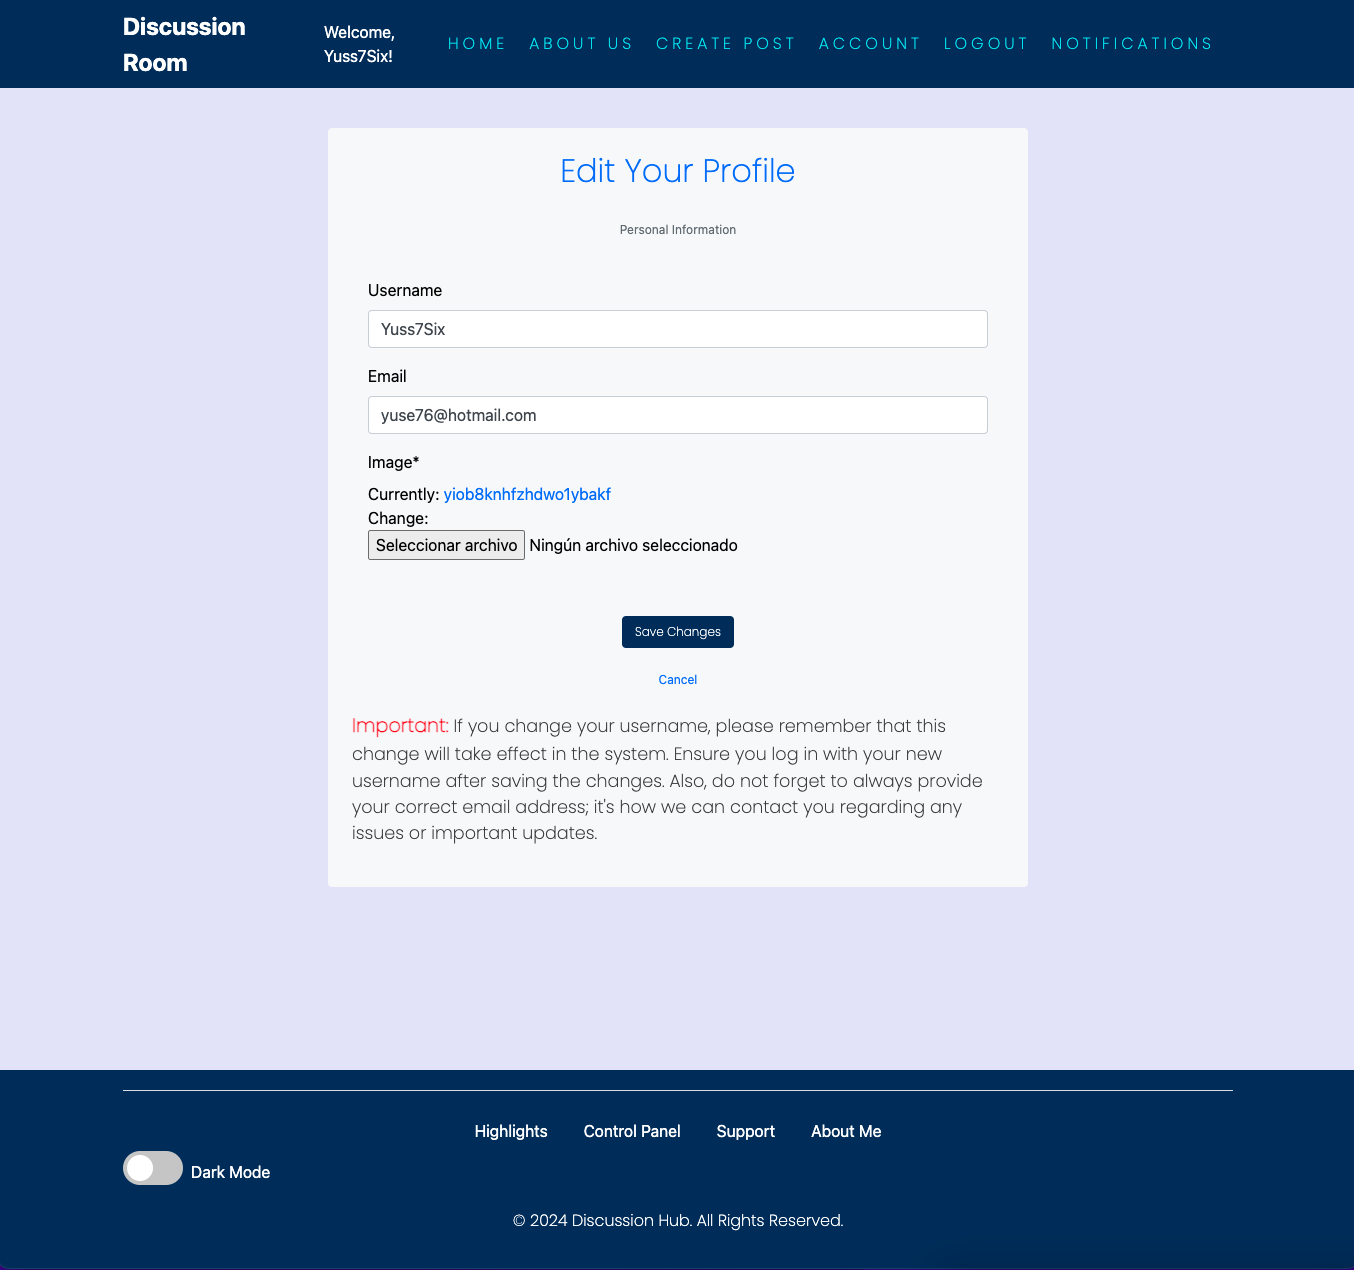 Discussion
Room
Welcome,
Yuss7Six!
HOME ABOUT US CREATE POST ACCOUNT LOGOUT NOTIFICATIONS
Edit Your Profile
Personal Information
Username
Yuss7Six
Email
yuse76@hotmail.com
Image*
Currently: yiob8knhfzhdwo1ybakf
Change:
Seleccionar archivo Ningún archivo seleccionado
Save Changes
Cancel
Important: If you change your username, please remember that this
change will take effect in the system. Ensure you log in with your new
username after saving the changes. Also, do not forget to always provide
your correct email address; it's how we can contact you regarding any
issues or important updates.
Highlights Control Panel Support About Me
Dark Mode
© 2024 Discussion Hub. All Rights Reserved.